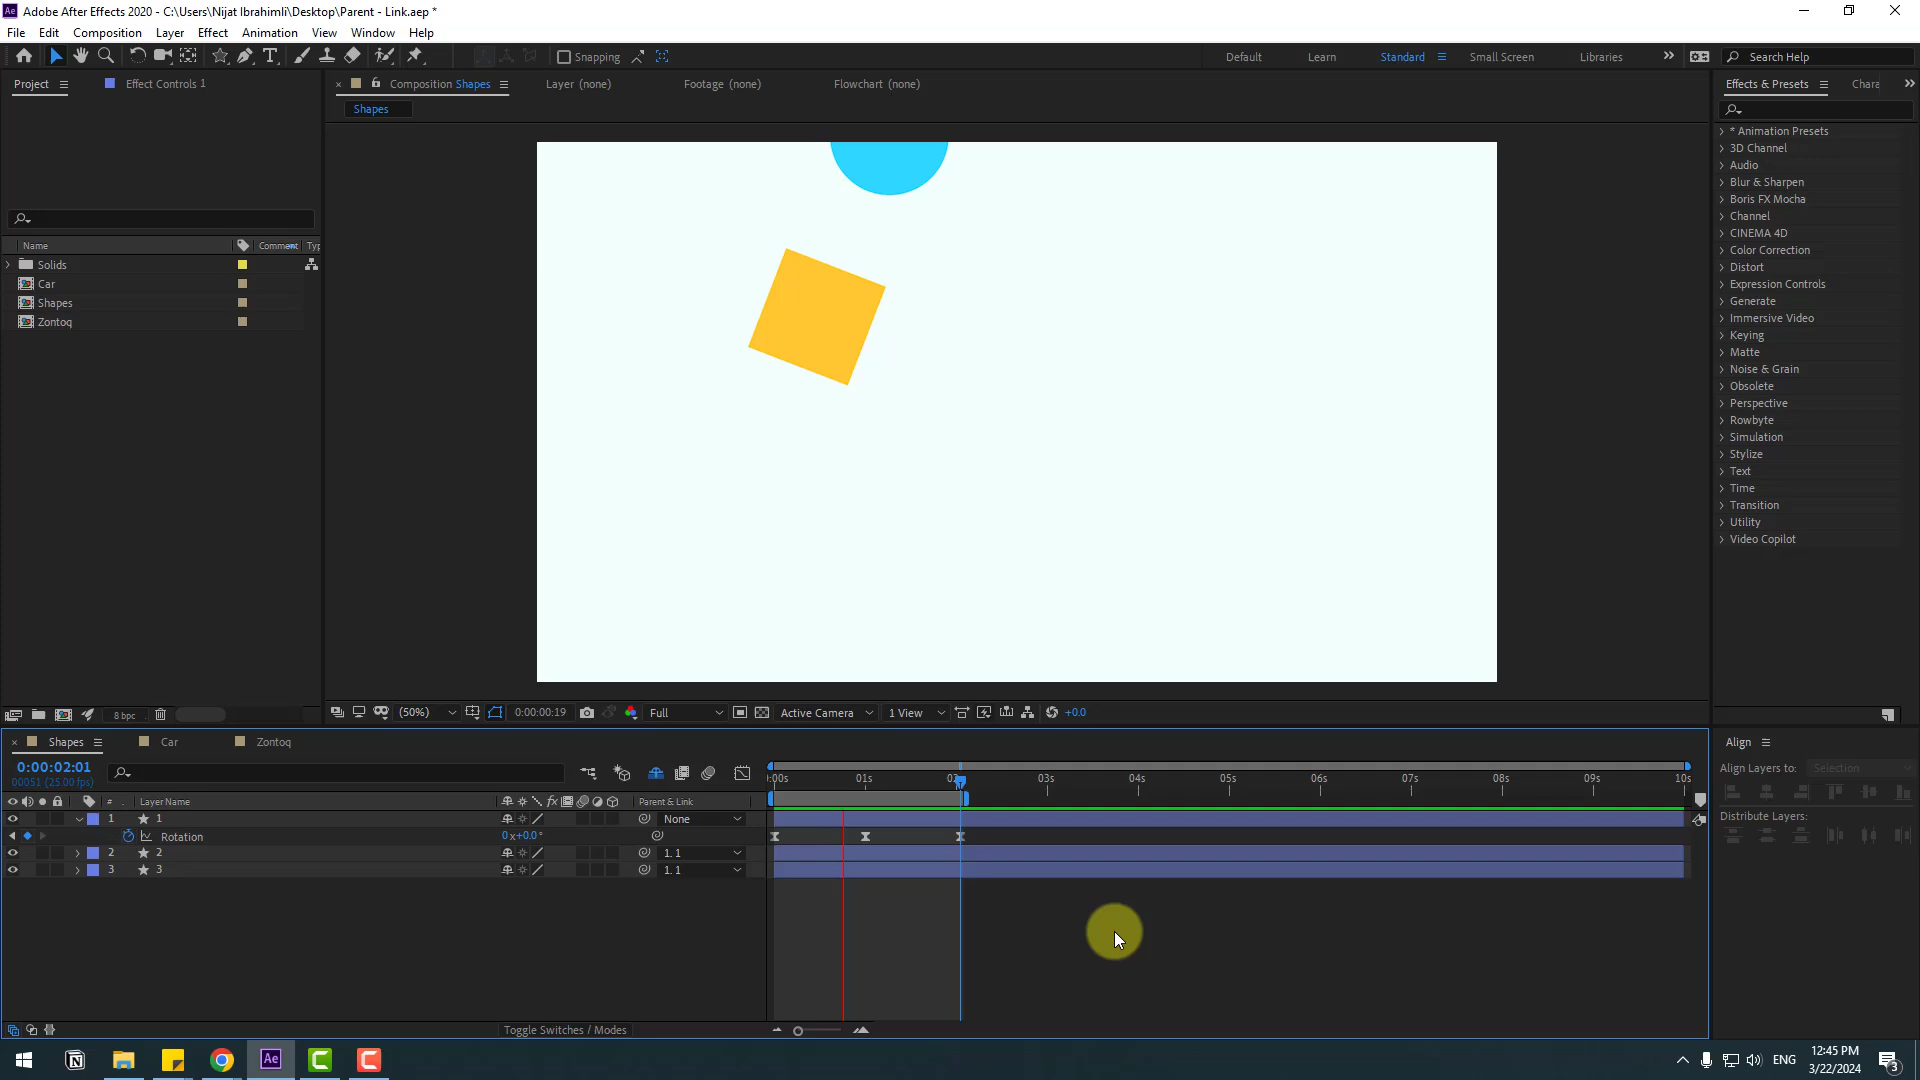 Ae Adobe After Effects 2020 - C:\Users\Nijat Ibrahimli\Desktop\Parent - Link.aep *
File Edit Composition Layer Effect Animation View Window Help
Snapping Default Learn Standard Small Screen Libraries Search Help
Project Effect Controls 1 Composition Shapes Layer (none) Footage (none) Flowchart (none) Effects & Presets Chara
Shapes
* Animation Presets
3D Channel
Audio
Blur & Sharpen
Boris FX Mocha
Channel
CINEMA 4D
Color Correction
Distort
Expression Controls
Generate
Immersive Video
Keying
Matte
Noise & Grain
Obsolete
Perspective
Rowbyte
Simulation
Stylize
Text
Time
Transition
Utility
Video Copilot
Name Comment Typ
Solids
Car
Shapes
Zontoq
8 bpc (50%) 0:00:00:19 Full Active Camera 1 View +0.0
Shapes Car Zontoq Align
0:00:02:01
00051 (25.00 fps)
Align Layers to: Selection
:00s 01s 02 03s 04s 05s 06s 07s 08s 09s 10s
# Layer Name fx Parent & Link
1 1 None
Rotation 0x+0.0°
2 2 1. 1
3 3 1. 1
Distribute Layers:
Toggle Switches / Modes
N Ae C C ENG 12:45 PM
3/22/2024 3